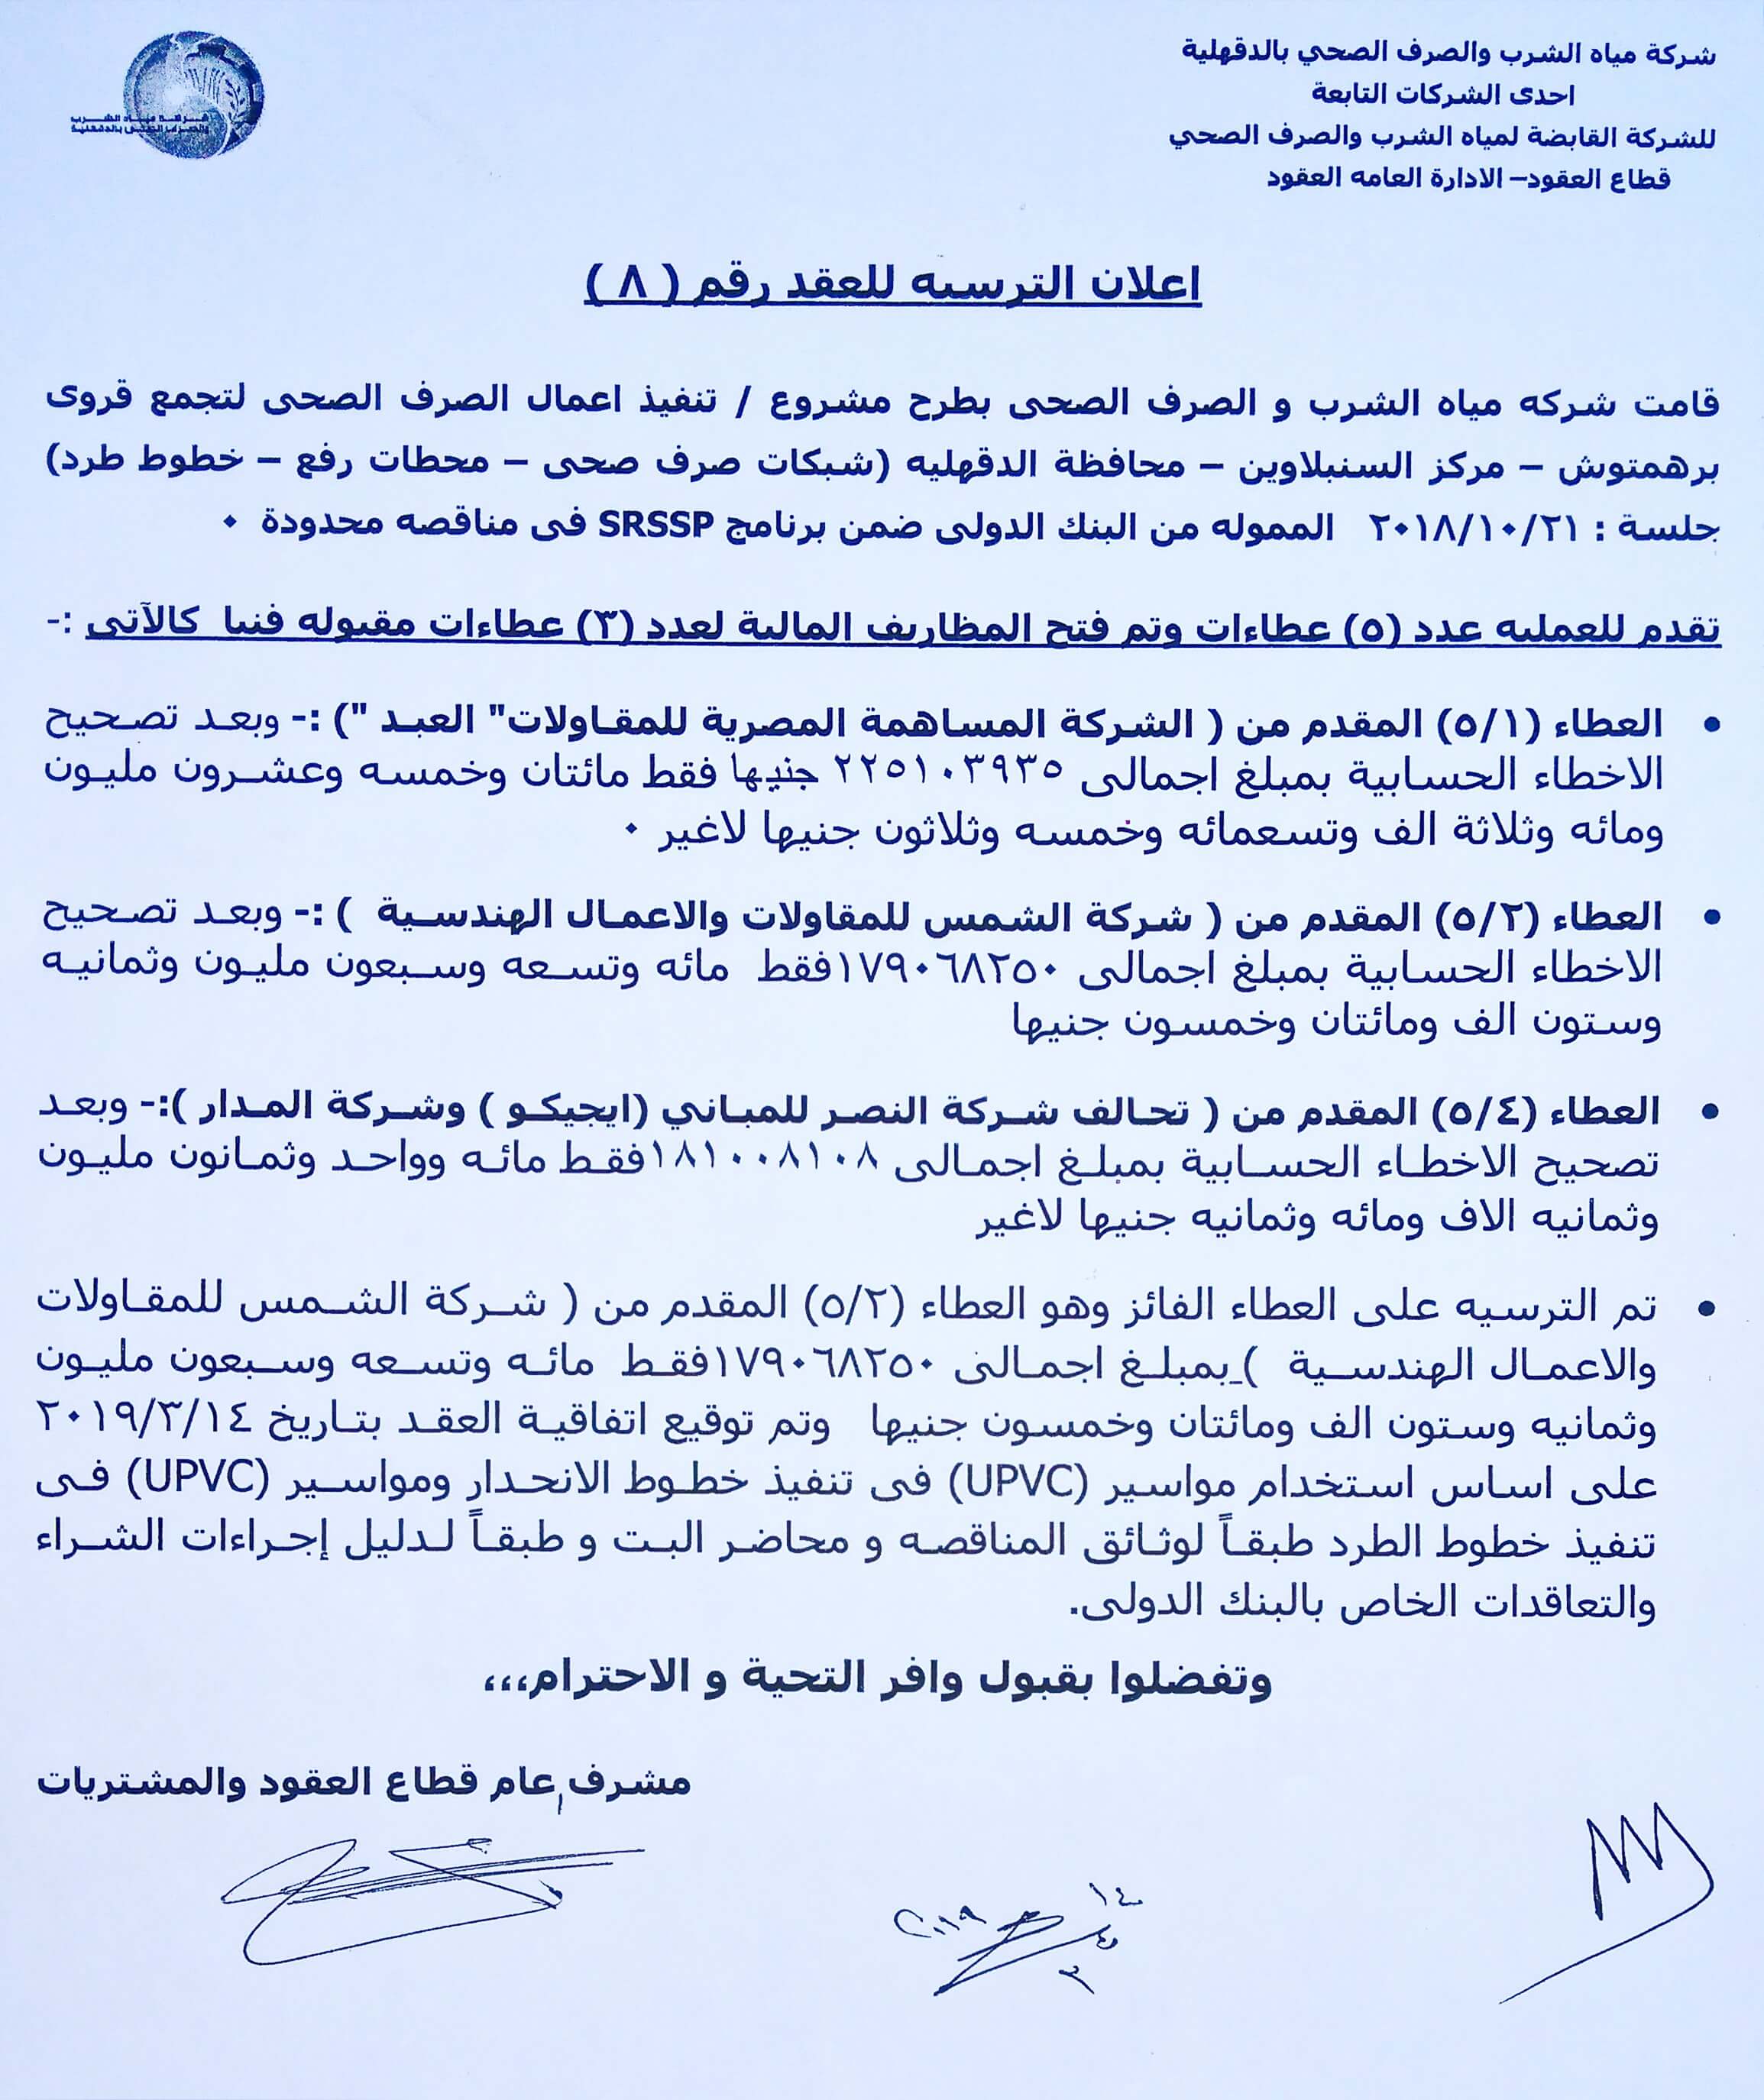 شركة مياه الشرب والصرف الصحي بالدقهلية
احدى الشركات التابعة
للشركة القابضة لمياه الشرب والصرف الصحي
قطاع العقود– الادارة العامه العقود
شركة مياه الشرب
والصرف الصحى بالدقهلية
اعلان الترسيه للعقد رقم ( ٨ )
قامت شركه مياه الشرب و الصرف الصحى بطرح مشروع / تنفيذ اعمال الصرف الصحى لتجمع قروى
برهمتوش – مركز السنبلاوين – محافظة الدقهليه (شبكات صرف صحى – محطات رفع – خطوط طرد)
جلسة : ٢٠١٨/١٠/٢١ الممولة من البنك الدولى ضمن برنامج SRSSP فى مناقصه محدودة ٠
تقدم للعمليه عدد (٥) عطاءات وتم فتح المظاريف المالية لعدد (٣) عطاءات مقبوله فنيا كالآتى :-
• العطاء (٥/١) المقدم من ( الشركة المساهمة المصرية للمقاولات" العبد ") :- وبعد تصحيح
الاخطاء الحسابية بمبلغ اجمالى ٢٢٥١٠٣٩٣٥ جنيها فقط مائتان وخمسه وعشرون مليون
ومائه وثلاثة الف وتسعمائه وخمسه وثلاثون جنيها لاغير ٠
• العطاء (٥/٢) المقدم من ( شركة الشمس للمقاولات والاعمال الهندسية ) :- وبعد تصحيح
الاخطاء الحسابية بمبلغ اجمالى ١٧٩٠٦٨٢٥٠فقط مائه وتسعه وسبعون مليون وثمانيه
وستون الف ومائتان وخمسون جنيها
• العطاء (٥/٤) المقدم من ( تحالف شركة النصر للمباني (ايجيكو ) وشركة المدار ):- وبعد
تصحيح الاخطاء الحسابية بمبلغ اجمالى ١٨١٠٠٨١٠٨فقط مائه وواحد وثمانون مليون
وثمانيه الاف ومائه وثمانيه جنيها لاغير
• تم الترسيه على العطاء الفائز وهو العطاء (٥/٢) المقدم من ( شركة الشمس للمقاولات
والاعمال الهندسية ) بمبلغ اجمالى ١٧٩٠٦٨٢٥٠فقط مائه وتسعه وسبعون مليون
وثمانيه وستون الف ومائتان وخمسون جنيها وتم توقيع اتفاقية العقد بتاريخ ٢٠١٩/٣/١٤
على اساس استخدام مواسير (UPVC) فى تنفيذ خطوط الانحدار ومواسير (UPVC) فى
تنفيذ خطوط الطرد طبقاً لوثائق المناقصه و محاضر البت و طبقاً لدليل إجراءات الشراء
والتعاقدات الخاص بالبنك الدولى.
وتفضلوا بقبول وافر التحية و الاحترام،،،
مشرف عام قطاع العقود والمشتريات